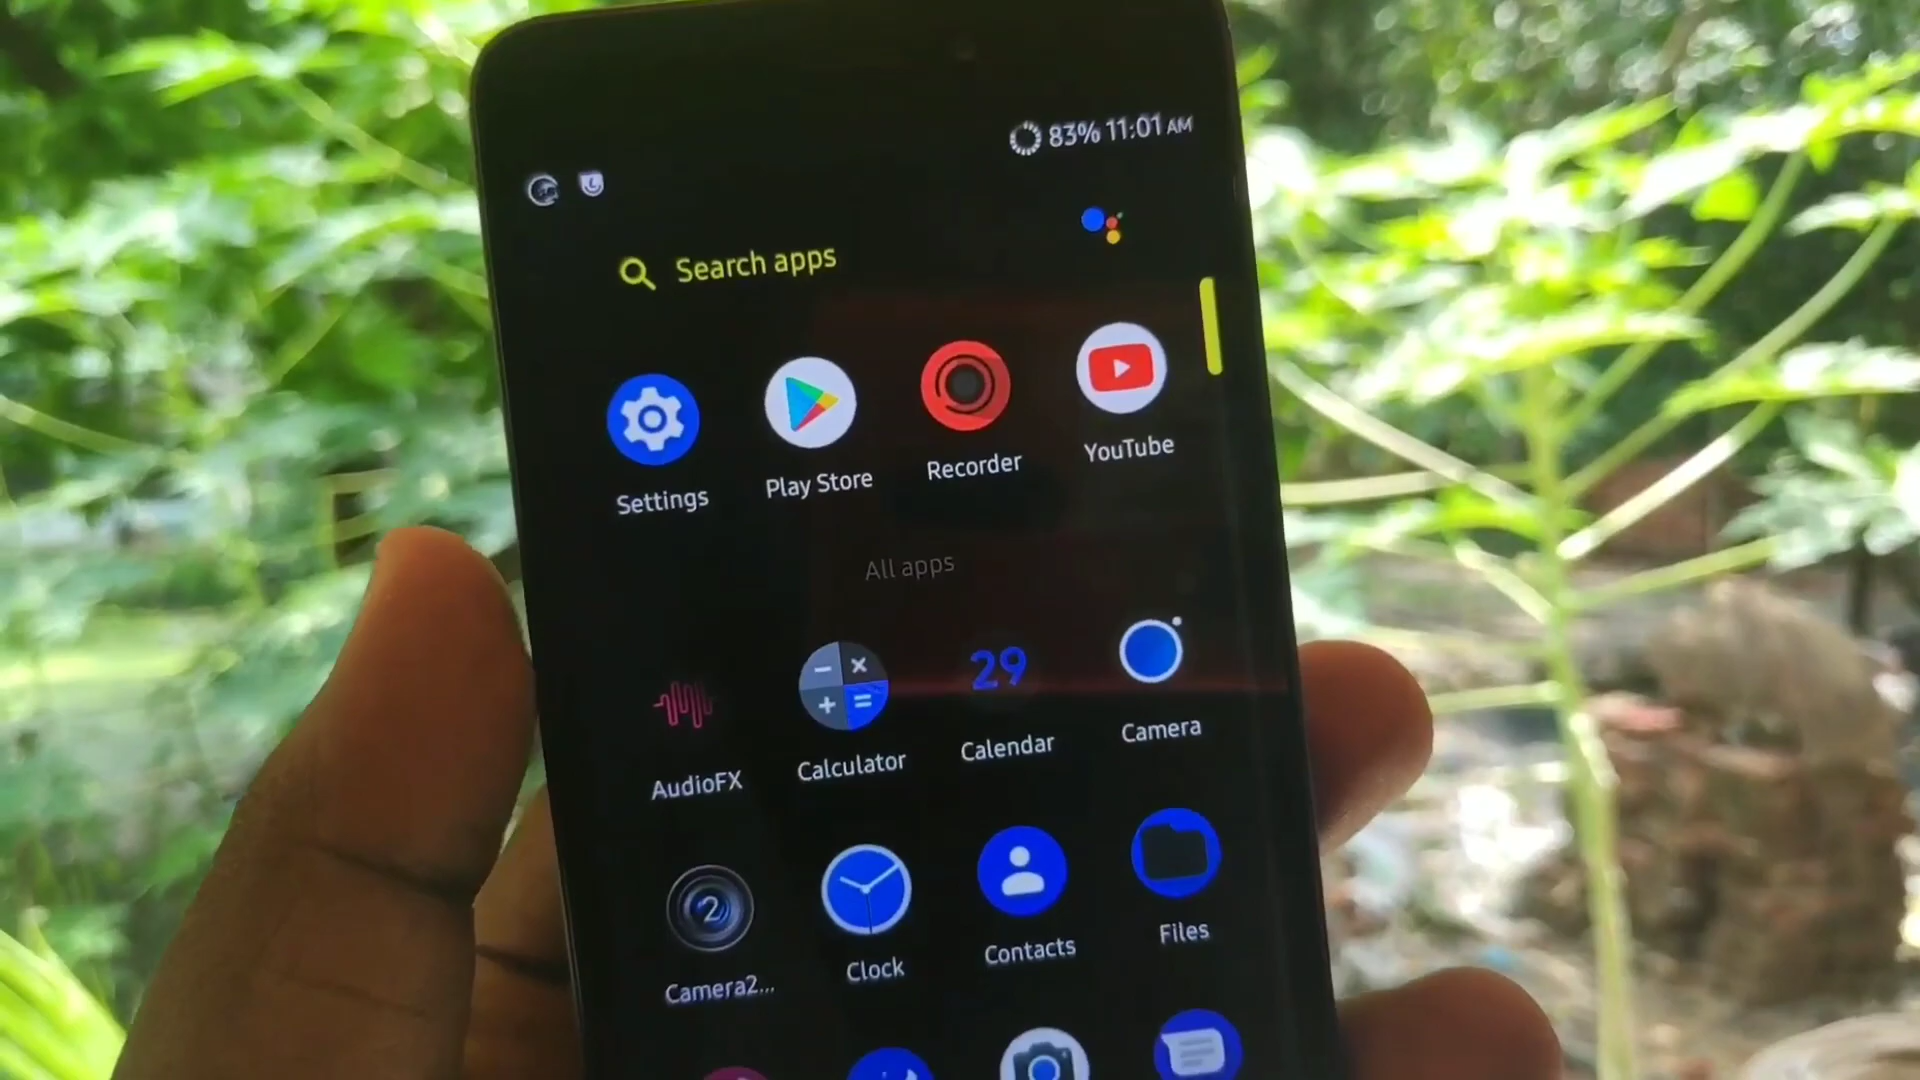 83% 11:01 AM
Search apps
Settings
Play Store
Recorder
YouTube
All apps
29
AudioFX
Calculator
Calendar
Camera
2
Camera2...
Clock
Contacts
Files